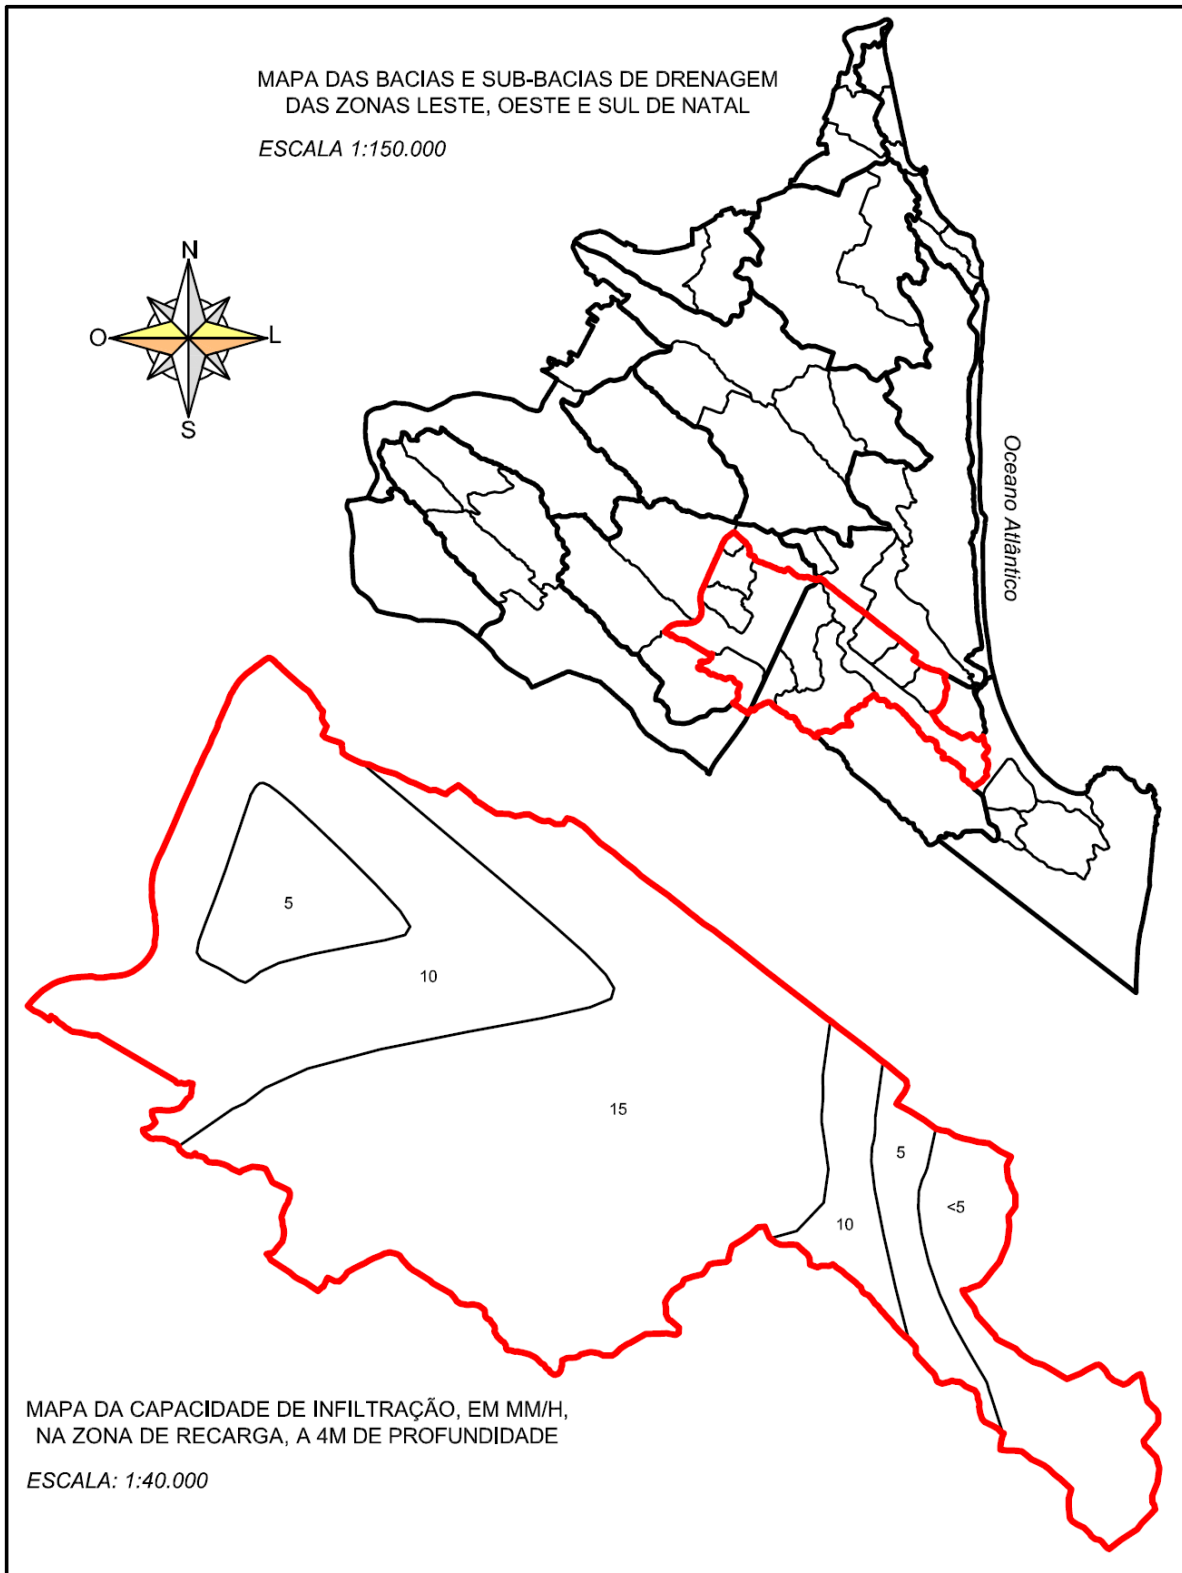 MAPA DAS BACIAS E SUB-BACIAS DE DRENAGEM
DAS ZONAS LESTE, OESTE E SUL DE NATAL
ESCALA 1:150.000
N
O
L
S
Oceano Atlântico
5
10
15
5
<5
10
MAPA DA CAPACIDADE DE INFILTRAÇÃO, EM MM/H,
NA ZONA DE RECARGA, A 4M DE PROFUNDIDADE
ESCALA: 1:40.000